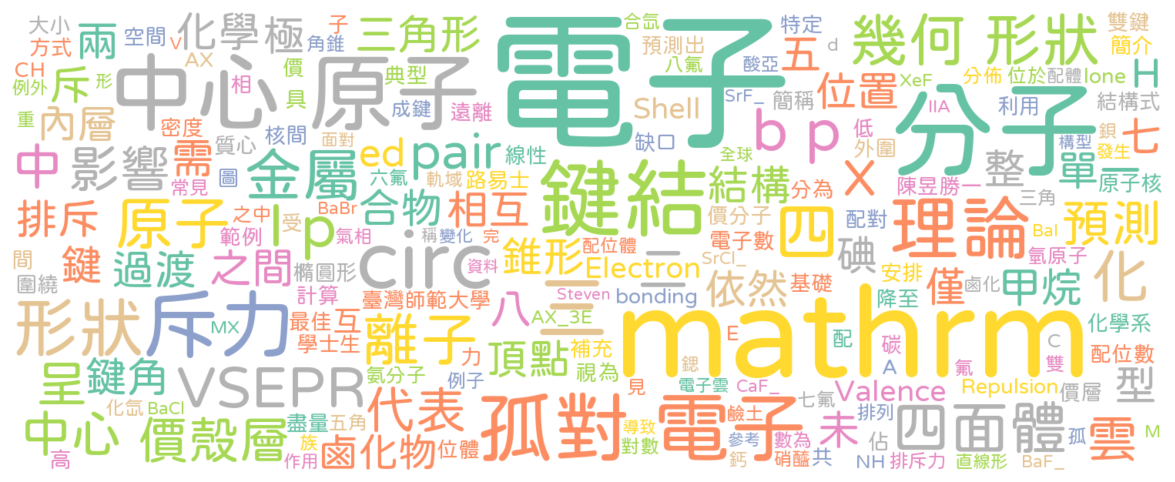 大小 兩 空間 化學 極 子 三角形 合氙 電子 預測出 特定 五 d 幾何 形狀 雙鍵 簡介
方式 V 角錐 AX 價 典型 八氟 酸亞 XeF 分佈 位於 配體 lone H
CH 例外 斥 形 中心 相 具 原子 成鍵 遠離 Shell SrF_ 簡稱 位置 分子 IIA 利用 結構式
重 內層 密度 質心 核間 面對 缺口 b p 低 外圍 構型 鋇 發生 七
中 影響 需 常見 圖 金屬 六氟 軌域 ed pair 線性 路易士 鍵結 全球 結構 分為 X 陳昱勝一 整 三角 單一 原子核
排斥 原子 之中 範例 受 BaBr l p 氣相 合物 稱 變化 相互 完 價分子 電子數 四 配對 理論 BaI 氫原子 預測
間 圍繞 鍵 過渡 之間 橢圓形 計算 circ 資料 錐形 配位體 二 Electron SrCl_ 依然 基礎 碘 安排 鹵化 降至 僅 甲烷 化
形狀 MX 斥力 最佳 互 學士生 臺灣師範大學 離子 力 八 AX_3E Steven 三 bonding 補充 mathrm E 鍶 碳 配 A C 雙 化學系 配位數
呈 鍵角 化氙 BaCl VSEPR 氨分子 例子 頂點 視為 見 電子雲 CaF_ 七氟 鹼土 Valence 氟 Repulsion 價層 型
中心 價殼層 高 盡量 族 作用 五角 代表 鹵化物 位體 孤對 電子 導致 對數 參考 鈣 數為 硝醯 未 排列 共 佔 NH 排斥力 四面體 直線形 孤 BaF_ 雲 M